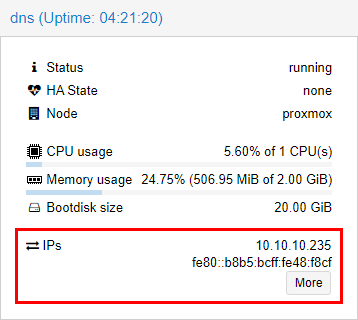 dns (Uptime: 04:21:20)
Status running
HA State none
Node proxmox
CPU usage 5.60% of 1 CPU(s)
Memory usage 24.75% (506.95 MiB of 2.00 GiB)
Bootdisk size 20.00 GiB
IPs 10.10.10.235
fe80::b8b5:bcff:fe48:f8cf
More